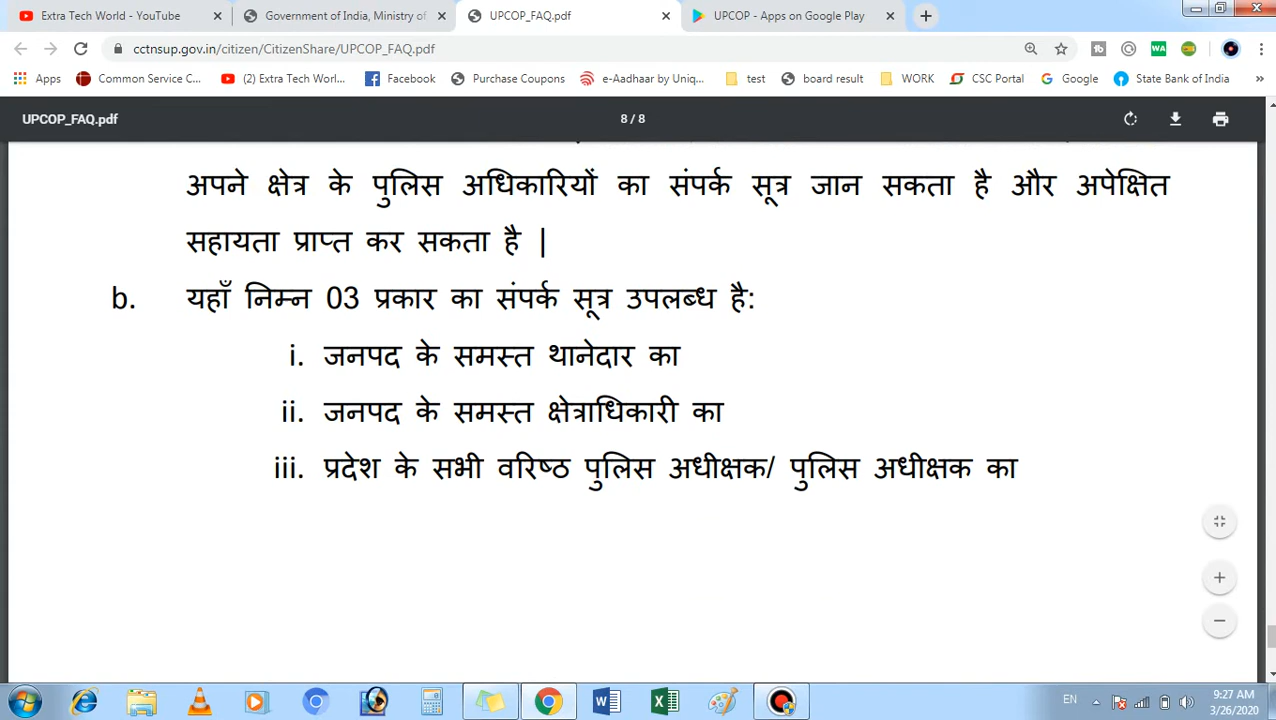 Extra Tech World - YouTube
Government of India, Ministry of
UPCOP_FAQ.pdf
UPCOP - Apps on Google Play
cctnsup.gov.in/citizen/CitizenShare/UPCOP_FAQ.pdf
Apps
Common Service C...
(2) Extra Tech Worl...
Facebook
Purchase Coupons
e-Aadhaar by Uniq...
test
board result
WORK
CSC Portal
Google
State Bank of India
»
UPCOP_FAQ.pdf
8 / 8
अपने क्षेत्र के पुलिस अधिकारियों का संपर्क सूत्र जान सकता है और अपेक्षित
सहायता प्राप्त कर सकता है |
b. यहाँ निम्न 03 प्रकार का संपर्क सूत्र उपलब्ध है:
i. जनपद के समस्त थानेदार का
ii. जनपद के समस्त क्षेत्राधिकारी का
iii. प्रदेश के सभी वरिष्ठ पुलिस अधीक्षक/ पुलिस अधीक्षक का
EN
9:27 AM
3/26/2020